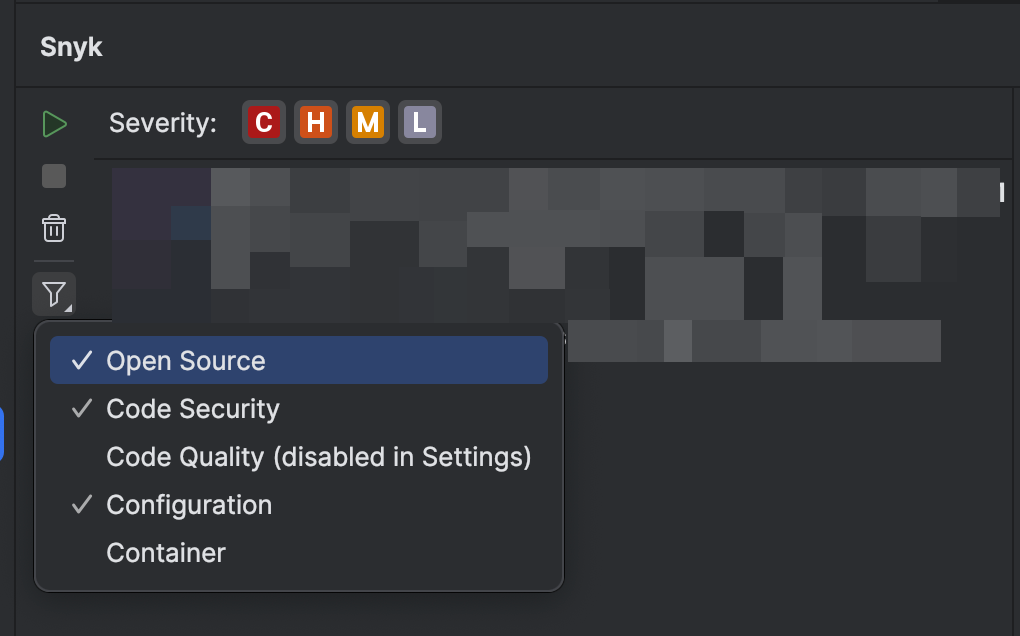 Snyk
Severity: C H M L
Open Source
Code Security
Code Quality (disabled in Settings)
Configuration
Container